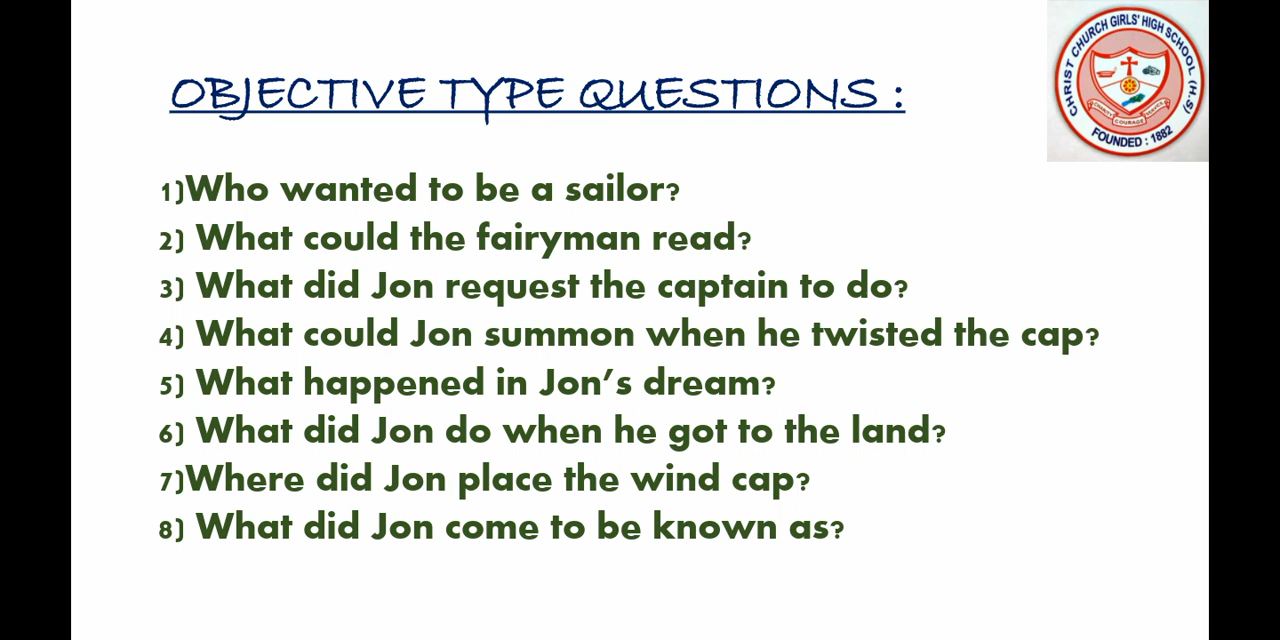 OBJECTIVE TYPE QUESTIONS :
CHRIST CHURCH GIRLS' HIGH SCHOOL (H.S)
COURAGE
FOUNDED : 1882
1)Who wanted to be a sailor?
2) What could the fairyman read?
3) What did Jon request the captain to do?
4) What could Jon summon when he twisted the cap?
5) What happened in Jon’s dream?
6) What did Jon do when he got to the land?
7)Where did Jon place the wind cap?
8) What did Jon come to be known as?